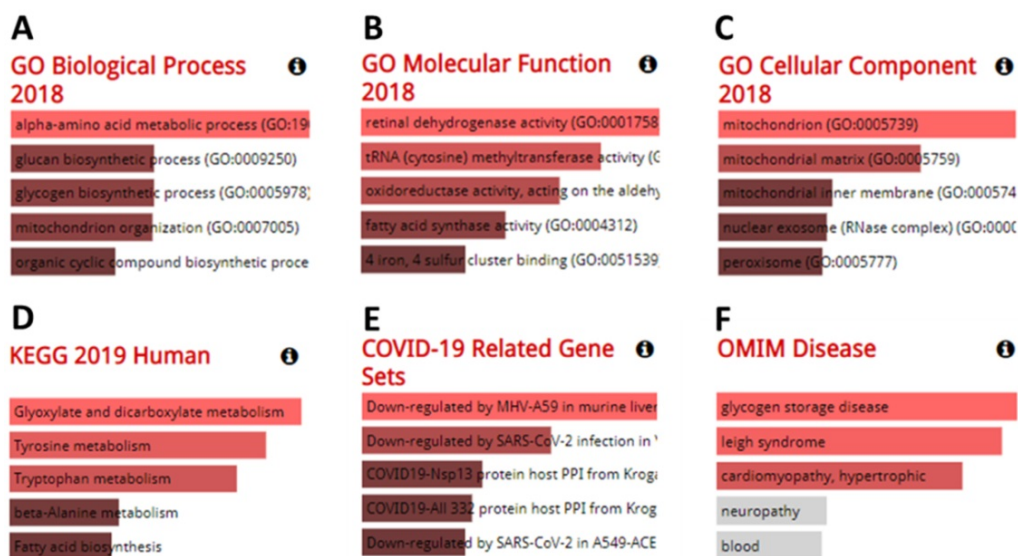 A
GO Biological Process
2018
alpha-amino acid metabolic process (GO:19
glucan biosynthetic process (GO:0009250)
glycogen biosynthetic process (GO:0005978)
mitochondrion organization (GO:0007005)
organic cyclic compound biosynthetic proce
B
GO Molecular Function
2018
retinal dehydrogenase activity (GO:0001758
tRNA (cytosine) methyltransferase activity (G
oxidoreductase activity, acting on the aldehy
fatty acid synthase activity (GO:0004312)
4 iron, 4 sulfur cluster binding (GO:0051539
C
GO Cellular Component
2018
mitochondrion (GO:0005739)
mitochondrial matrix (GO:0005759)
mitochondrial inner membrane (GO:000574
nuclear exosome (RNase complex) (GO:000
peroxisome (GO:0005777)
D
KEGG 2019 Human
Glyoxylate and dicarboxylate metabolism
Tyrosine metabolism
Tryptophan metabolism
beta-Alanine metabolism
Fatty acid biosynthesis
E
COVID-19 Related Gene
Sets
Down-regulated by MHV-A59 in murine liver
Down-regulated by SARS-CoV-2 infection in
COVID19-Nsp13 protein host PPI from Kroga
COVID19-All 332 protein host PPI from Krog
Down-regulated by SARS-CoV-2 in A549-ACE
F
OMIM Disease
glycogen storage disease
leigh syndrome
cardiomyopathy, hypertrophic
neuropathy
blood